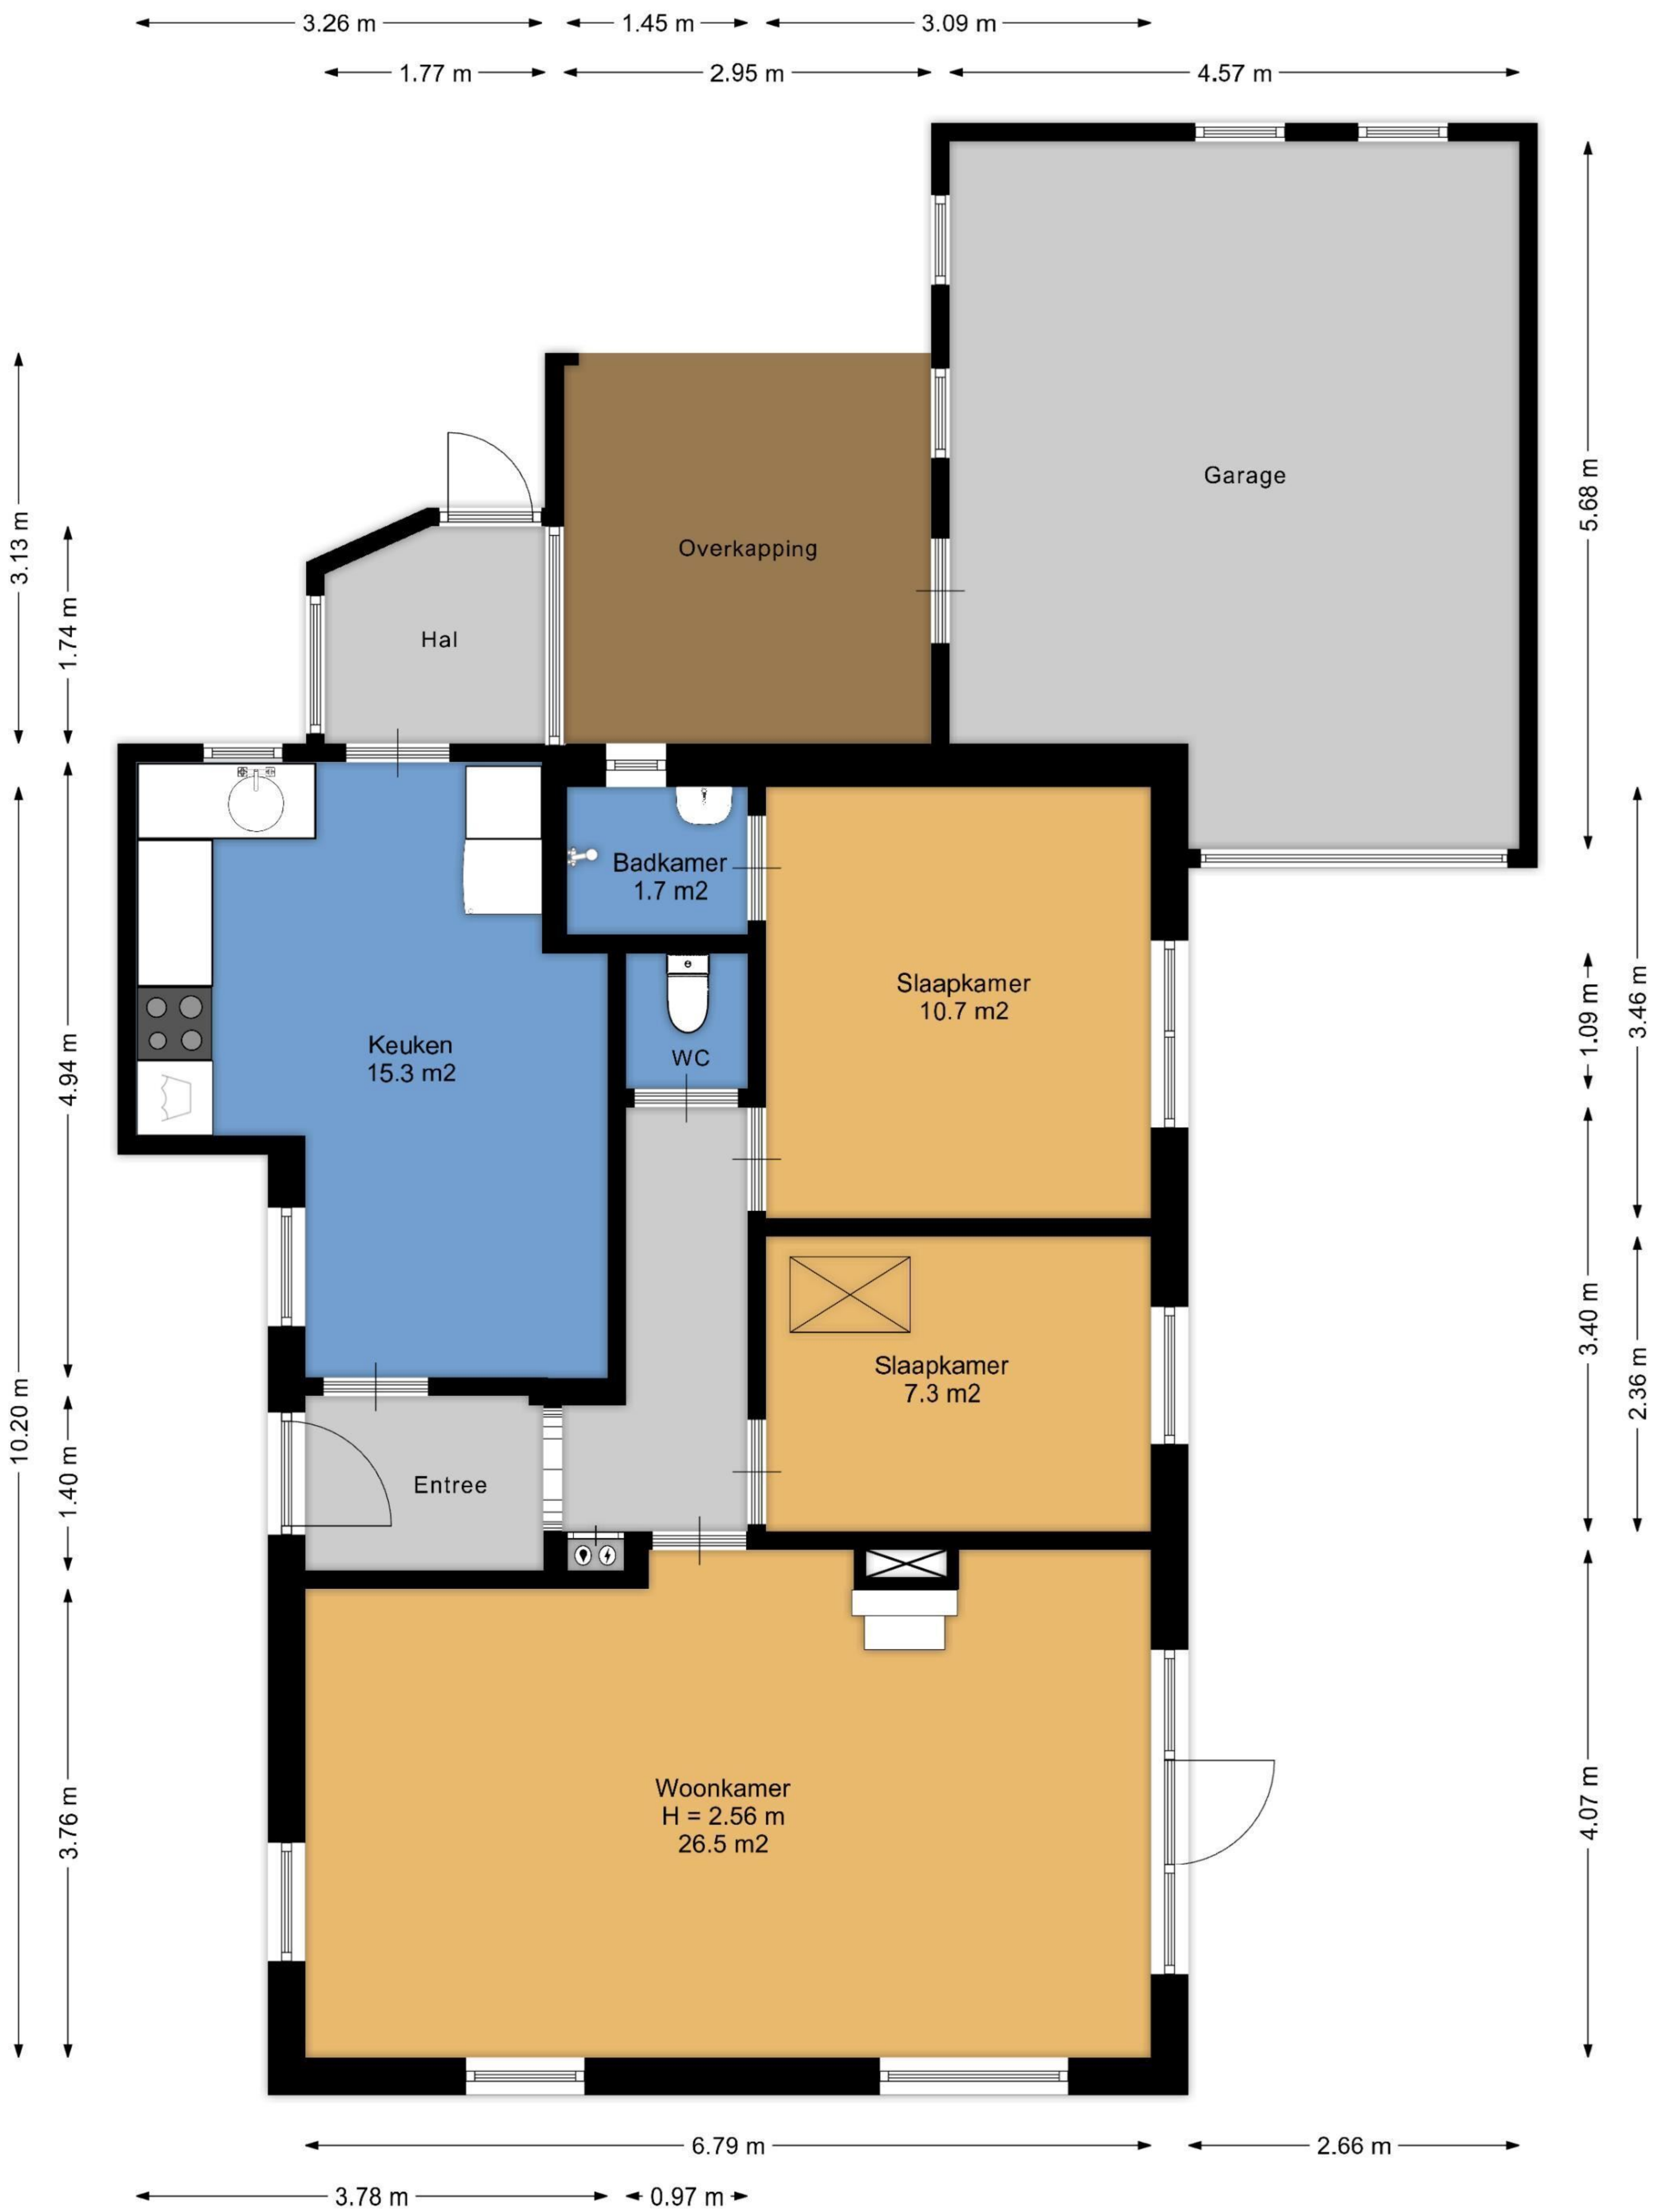 3.26 m
1.45 m
3.09 m
1.77 m
2.95 m
4.57 m
Garage
5.68 m
3.13 m
1.74 m
Overkapping
Hal
Badkamer
1.7 m2
Slaapkamer
10.7 m2
1.09 m
3.46 m
Keuken
15.3 m2
WC
4.94 m
Slaapkamer
7.3 m2
3.40 m
2.36 m
10.20 m
1.40 m
Entree
Woonkamer
H = 2.56 m
26.5 m2
3.76 m
4.07 m
6.79 m
2.66 m
3.78 m
0.97 m